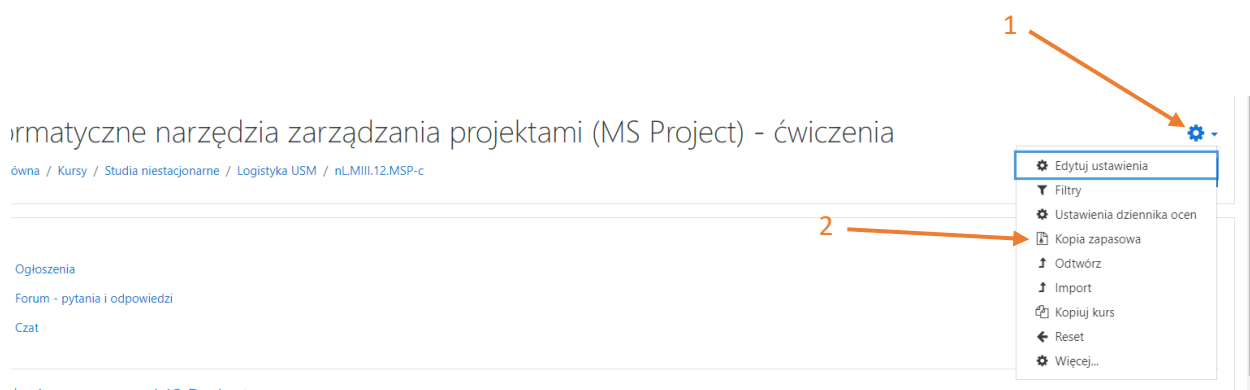 1
ormatyczne narzędzia zarządzania projektami (MS Project) - ćwiczenia
ówna / Kursy / Studia niestacjonarne / Logistyka USM / nL.MIII.12.MSP-c
Edytuj ustawienia
Filtry
Ustawienia dziennika ocen
2
Kopia zapasowa
Odtwórz
Import
Kopiuj kurs
Reset
Więcej...
Ogłoszenia
Forum - pytania i odpowiedzi
Czat